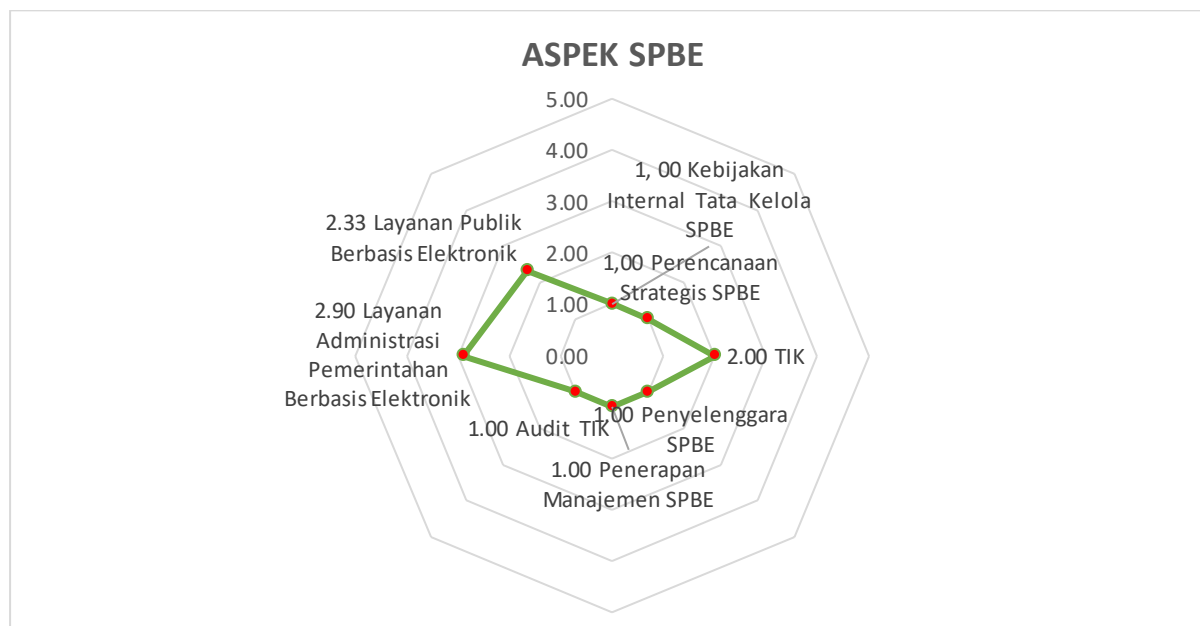 ASPEK SPBE
5.00
4.00
3.00
2.00
1.00
0.00
1, 00 Kebijakan
Internal Tata Kelola
SPBE
1,00 Perencanaan
Strategis SPBE
2.00 TIK
1,00 Penyelenggara
SPBE
1.00 Penerapan
Manajemen SPBE
1.00 Audit TIK
2.90 Layanan
Administrasi
Pemerintahan
Berbasis Elektronik
2.33 Layanan Publik
Berbasis Elektronik